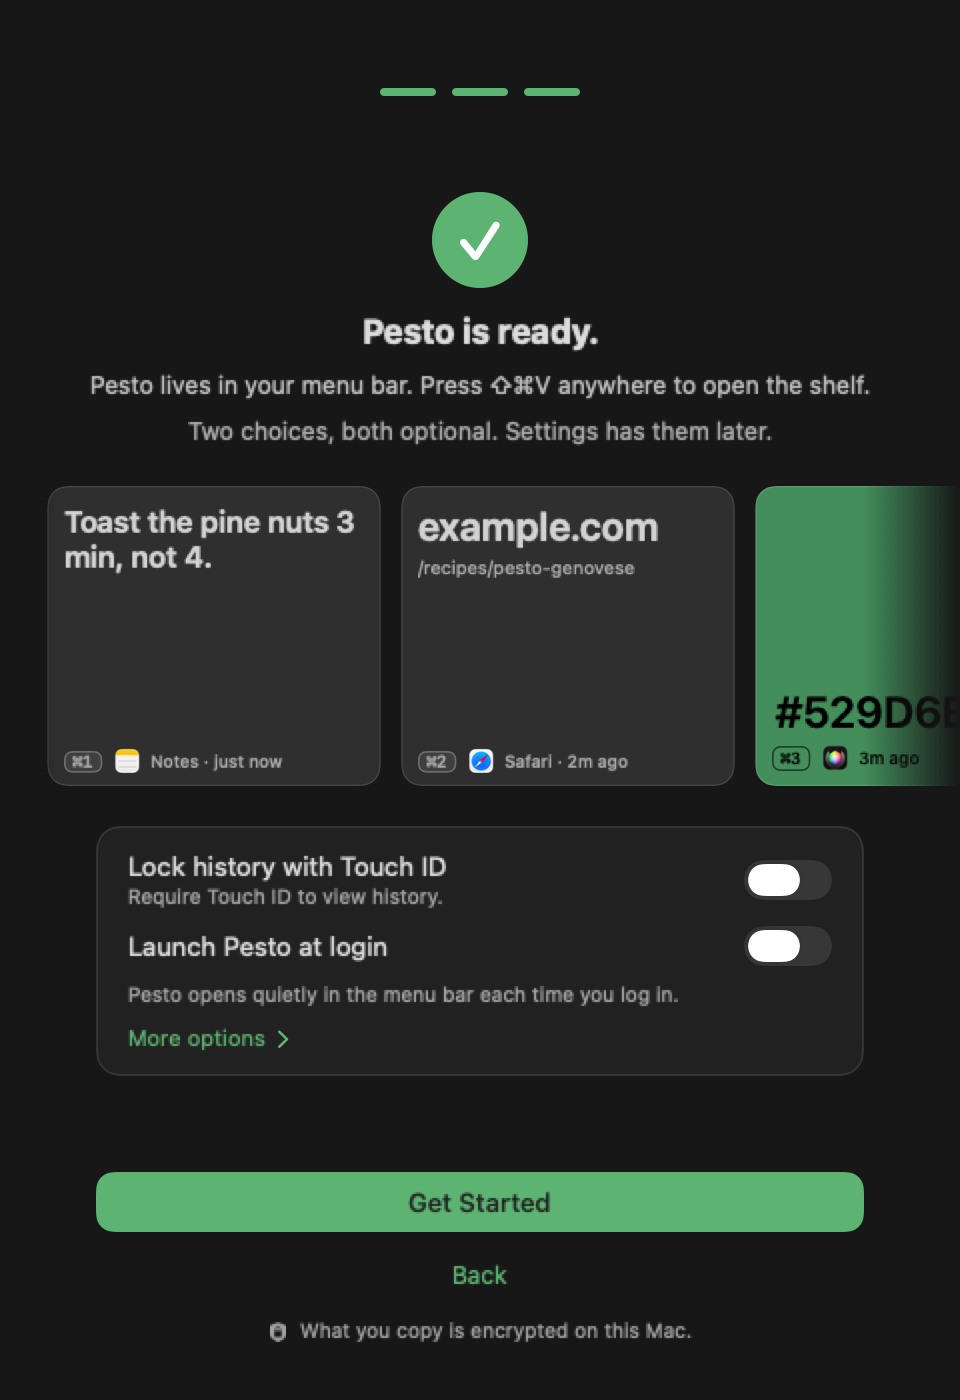 Pesto is ready.
Pesto lives in your menu bar. Press ⇧⌘V anywhere to open the shelf.
Two choices, both optional. Settings has them later.
Toast the pine nuts 3
min, not 4.
⌘1 Notes · just now
example.com
/recipes/pesto-genovese
⌘2 Safari · 2m ago
#529D6
⌘3 3m ago
Lock history with Touch ID
Require Touch ID to view history.
Launch Pesto at login
Pesto opens quietly in the menu bar each time you log in.
More options
Get Started
Back
What you copy is encrypted on this Mac.